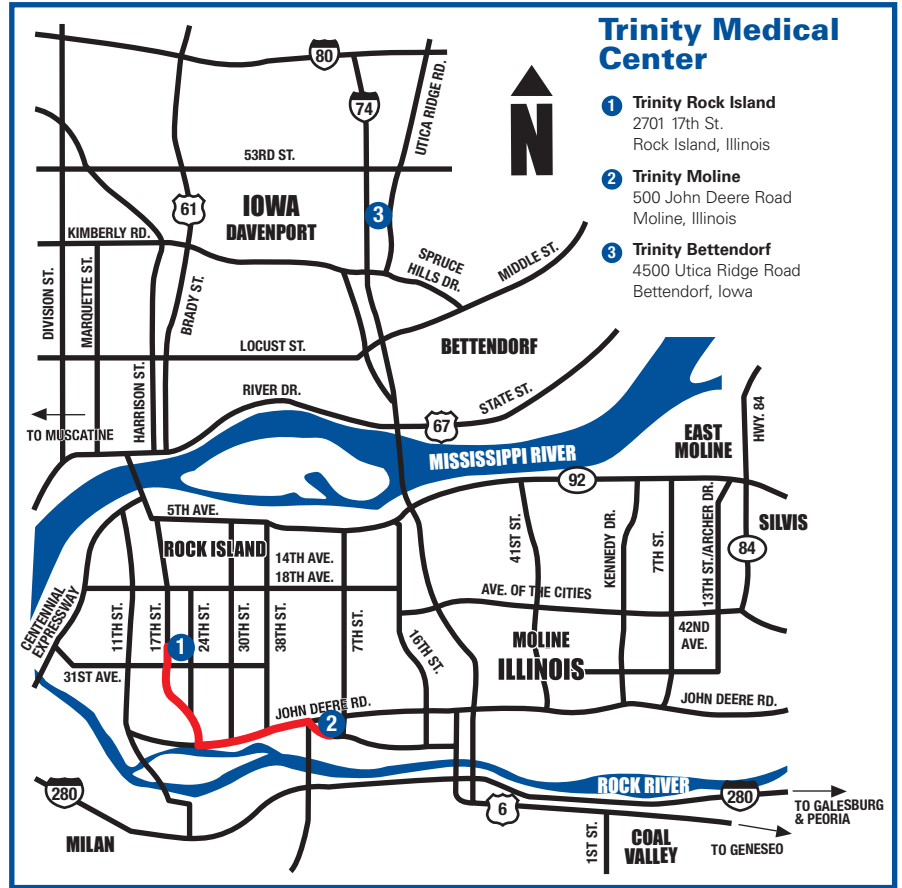 Trinity Medical
Center
1 Trinity Rock Island
2701 17th St.
Rock Island, Illinois
2 Trinity Moline
500 John Deere Road
Moline, Illinois
3 Trinity Bettendorf
4500 Utica Ridge Road
Bettendorf, Iowa
N
80
74
UTICA RIDGE RD.
53RD ST.
61
IOWA
DAVENPORT
3
KIMBERLY RD.
SPRUCE
HILLS DR.
MIDDLE ST.
DIVISION ST.
MARQUETTE ST.
BRADY ST.
LOCUST ST.
BETTENDORF
HARRISON ST.
RIVER DR.
STATE ST.
67
TO MUSCATINE
MISSISSIPPI RIVER
EAST
MOLINE
HWY. 84
92
5TH AVE.
ROCK ISLAND
14TH AVE.
18TH AVE.
41ST ST.
KENNEDY DR.
7TH ST.
13TH ST./ARCHER DR.
SILVIS
84
AVE. OF THE CITIES
CENTENNIAL
EXPRESSWAY
11TH ST.
17TH ST.
1
24TH ST.
30TH ST.
38TH ST.
7TH ST.
16TH ST.
MOLINE
ILLINOIS
42ND
AVE.
31ST AVE.
JOHN DEERE RD.
2
JOHN DEERE RD.
ROCK RIVER
280
6
280
TO GALESBURG
& PEORIA
MILAN
1ST ST.
COAL
VALLEY
TO GENESEO